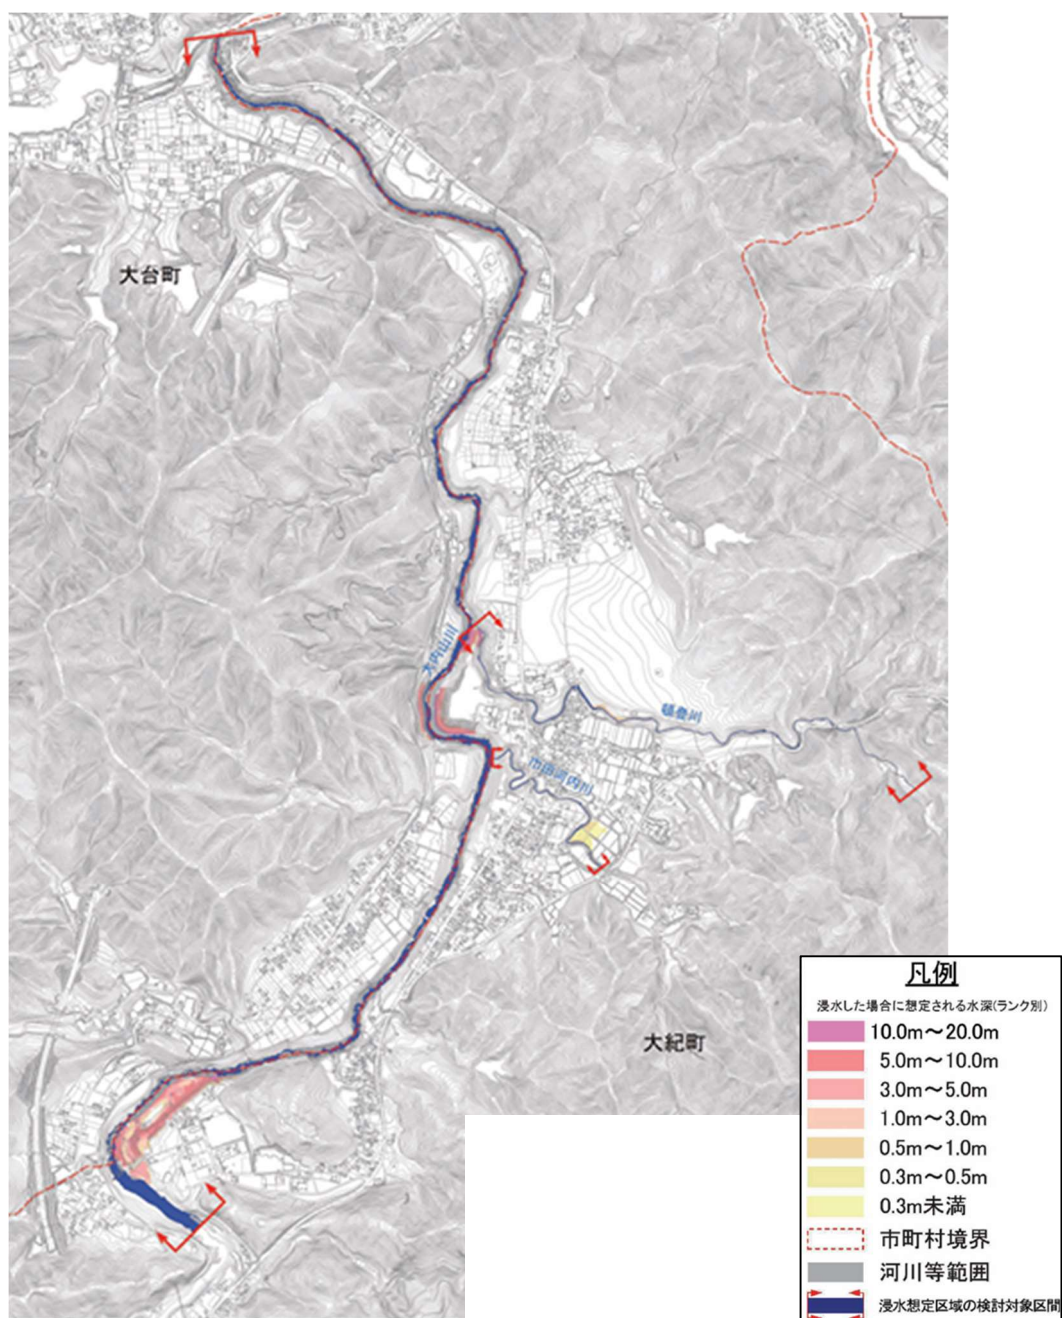 大台町
大内山川
頓登川
市田河内川
大紀町
凡例
浸水した場合に想定される水深(ランク別)
10.0m～20.0m
5.0m～10.0m
3.0m～5.0m
1.0m～3.0m
0.5m～1.0m
0.3m～0.5m
0.3m未満
市町村境界
河川等範囲
浸水想定区域の検討対象区間